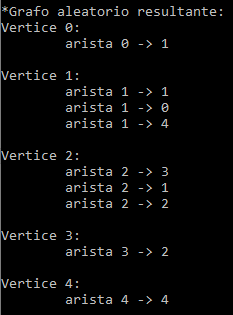 *Grafo aleatorio resultante:
Vertice 0:
arista 0 -> 1
Vertice 1:
arista 1 -> 1
arista 1 -> 0
arista 1 -> 4
Vertice 2:
arista 2 -> 3
arista 2 -> 1
arista 2 -> 2
Vertice 3:
arista 3 -> 2
Vertice 4:
arista 4 -> 4